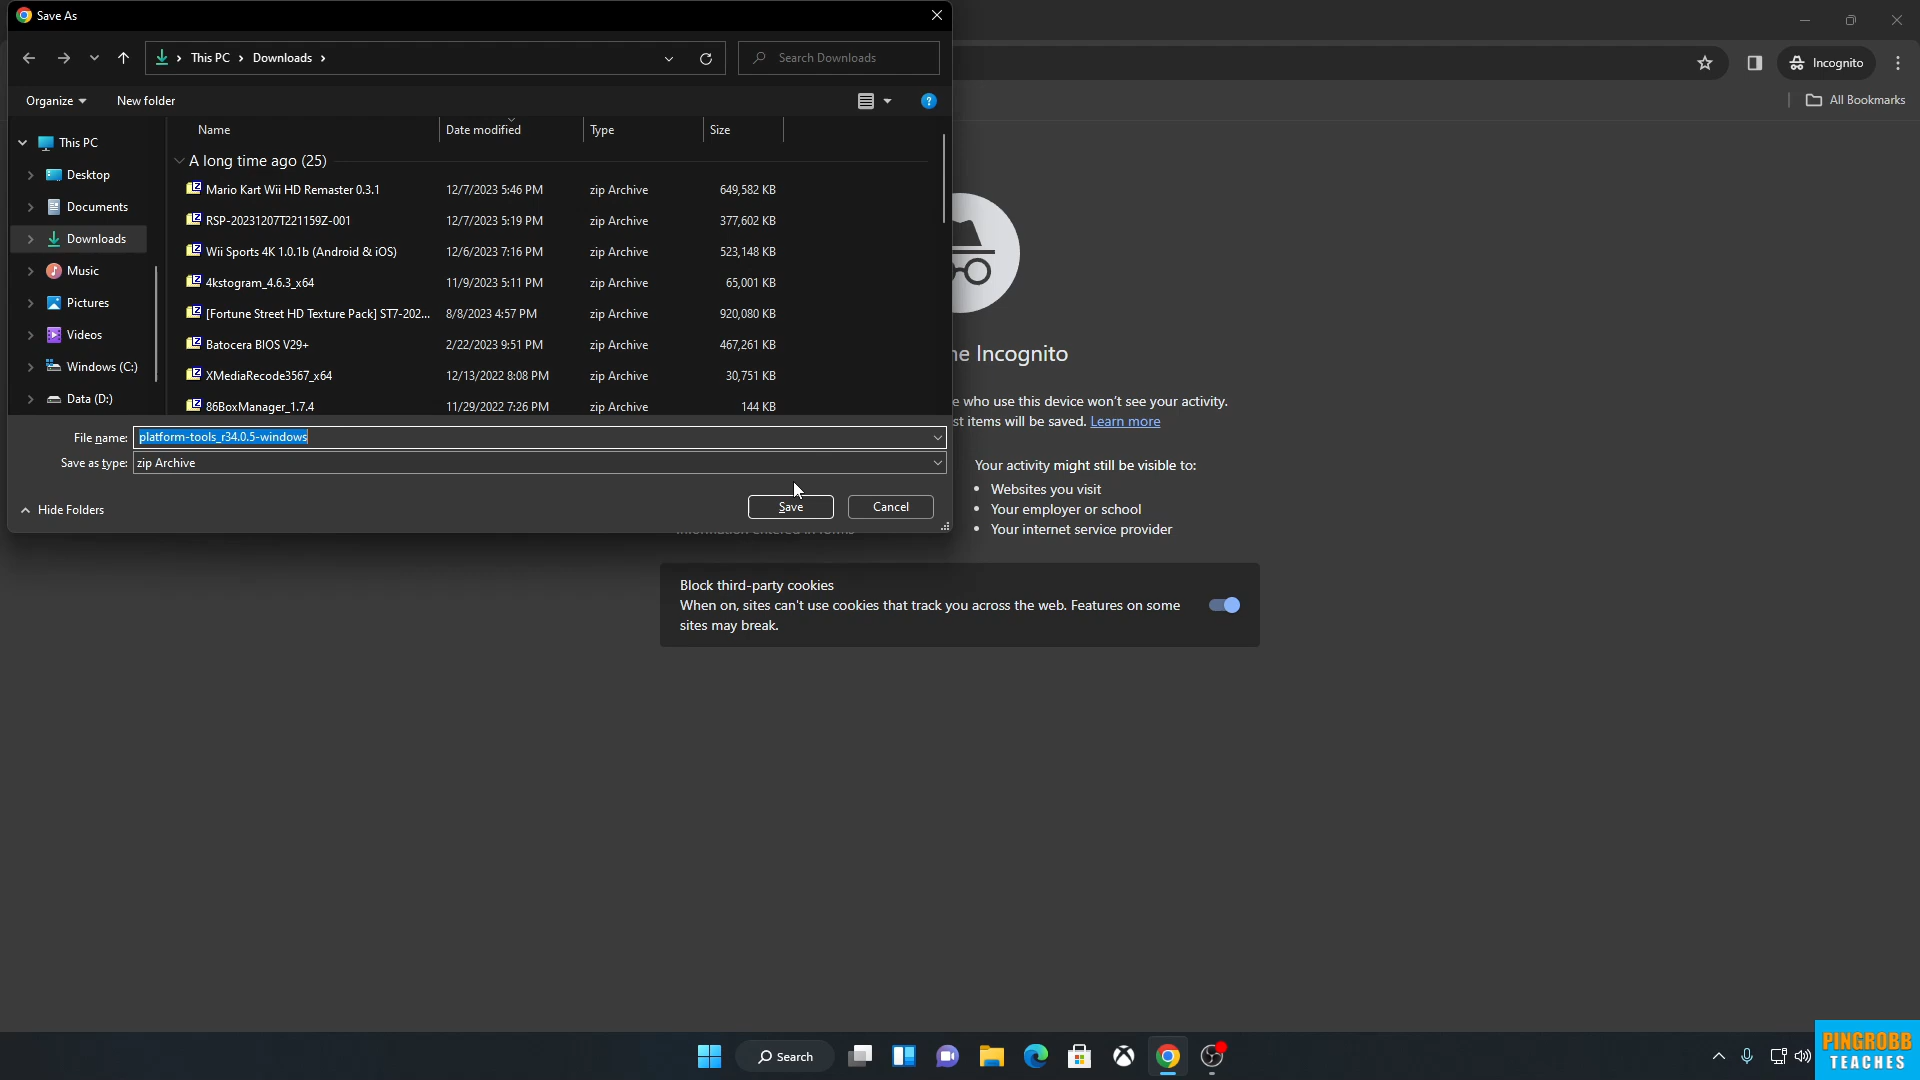 Save As
This PC > Downloads >
Search Downloads
Incognito
Organize
New folder
?
All Bookmarks
Name
Date modified
Type
Size
This PC
Desktop
Documents
Downloads
Music
Pictures
Videos
Windows (C:)
Data (D:)
A long time ago (25)
Mario Kart Wii HD Remaster 0.3.1 12/7/2023 5:46 PM zip Archive 649,582 KB
RSP-20231207T221159Z-001 12/7/2023 5:19 PM zip Archive 377,602 KB
Wii Sports 4K 1.0.1b (Android & iOS) 12/6/2023 7:16 PM zip Archive 523,148 KB
4kstogram_4.6.3_x64 11/9/2023 5:11 PM zip Archive 65,001 KB
[Fortune Street HD Texture Pack] ST7-202... 8/8/2023 4:57 PM zip Archive 920,080 KB
Batocera BIOS V29+ 2/22/2023 9:51 PM zip Archive 467,261 KB
XMediaRecode3567_x64 12/13/2022 8:08 PM zip Archive 30,751 KB
86BoxManager_1.7.4 11/29/2022 7:26 PM zip Archive 144 KB
File name: platform-tools_r34.0.5-windows
Save as type: zip Archive
Hide Folders
Save
Cancel
ne Incognito
e who use this device won't see your activity.
st items will be saved. Learn more
Your activity might still be visible to:
• Websites you visit
• Your employer or school
• Your internet service provider
Block third-party cookies
When on, sites can't use cookies that track you across the web. Features on some
sites may break.
Search
PINGROBB
TEACHES